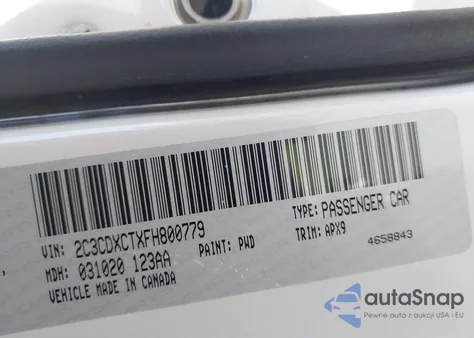 VIN: 2C3CDXCTXFH800779 TYPE: PASSENGER CAR
MDH: 031020 123AA PAINT: PWD TRIM: APX9
VEHICLE MADE IN CANADA 4658843
autoSnap
Pewne auto z aukcji USA i EU